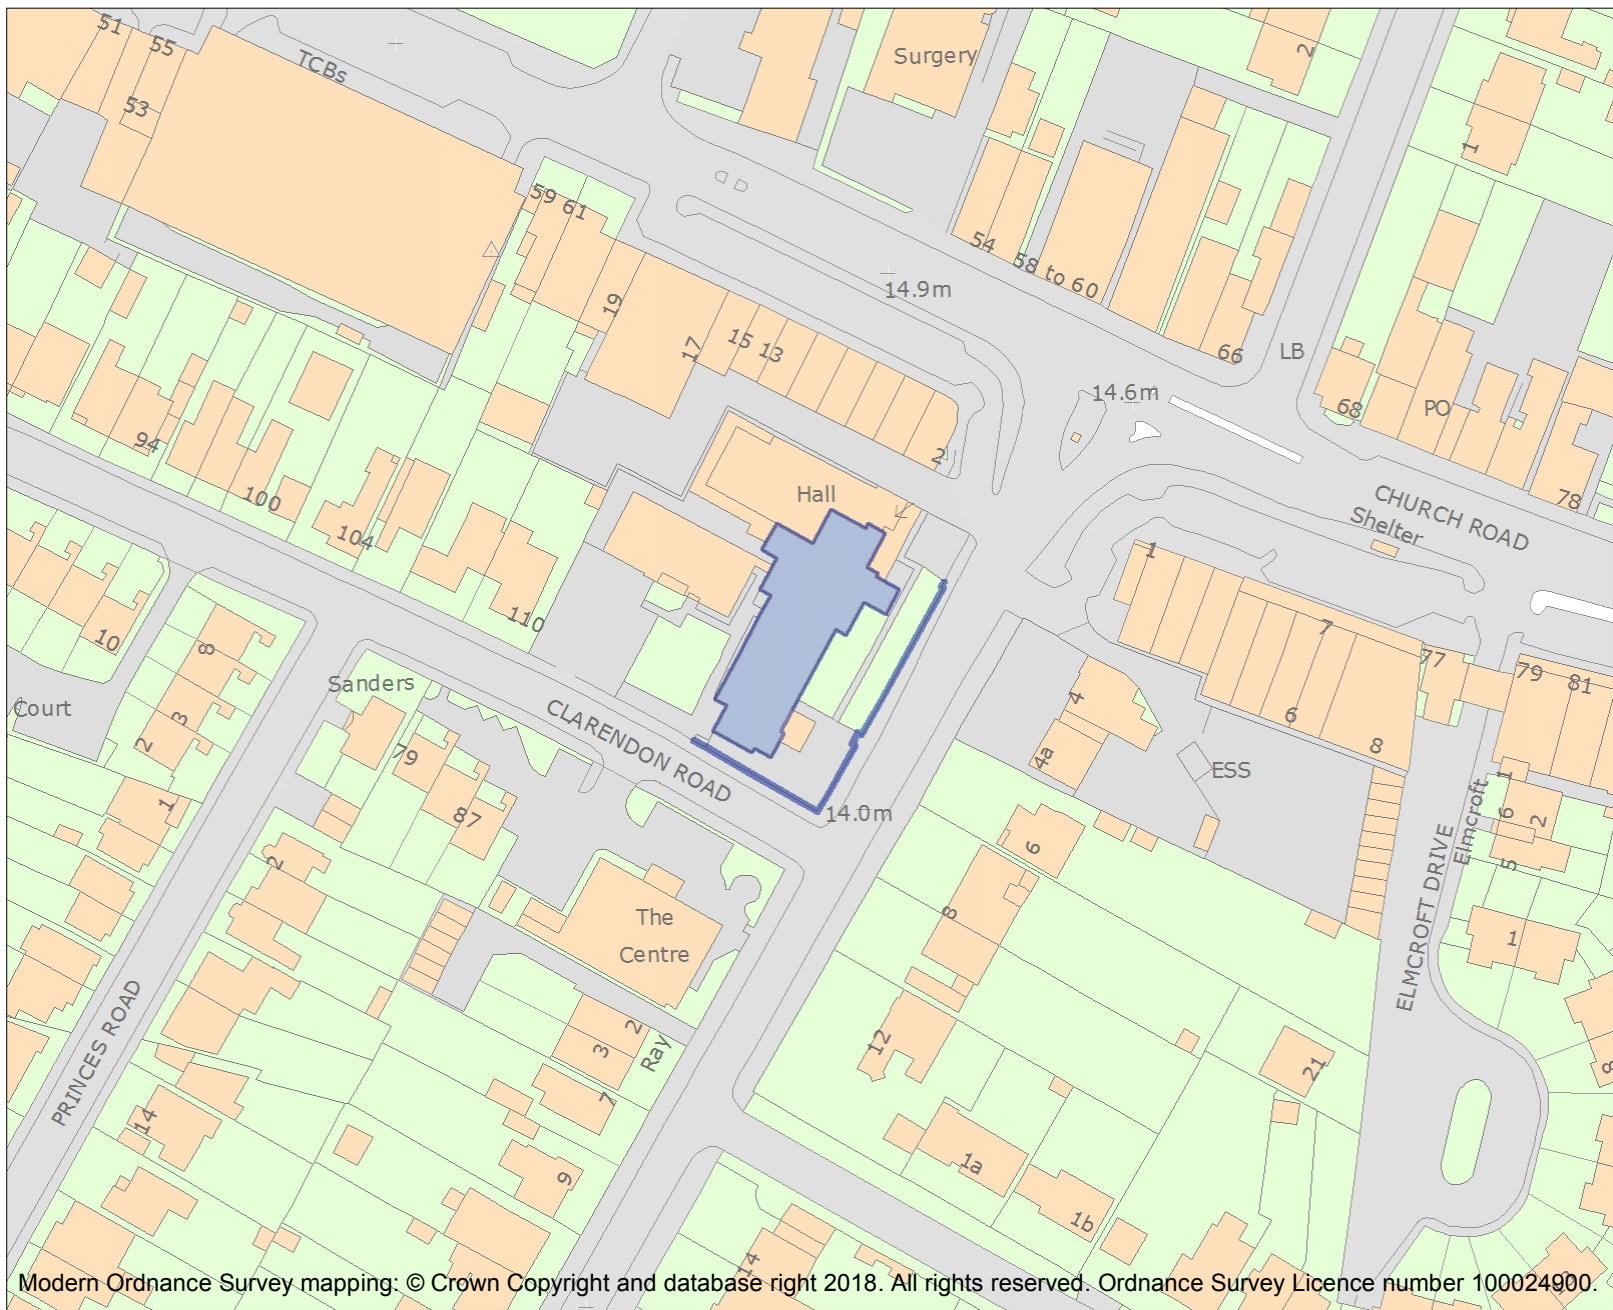 51
55
53
TCBs
Surgery
2
1
59 61
54
58 to 60
14.9m
19
17
15 13
66
LB
14.6m
68
PO
2
78
94
100
104
110
Hall
CHURCH ROAD
Shelter
1
7
77
79
81
10
8
3
2
Court
Sanders
CLARENDON ROAD
4
4a
6
8
ESS
14.0m
79
87
1
2
6
8
1
6
2
5
Elmcroft
ELMCROFT DRIVE
1
The
Centre
PRINCES ROAD
14
2
3
Ray
7
9
12
21
8
1a
1b
14
Modern Ordnance Survey mapping: © Crown Copyright and database right 2018. All rights reserved. Ordnance Survey Licence number 100024900.